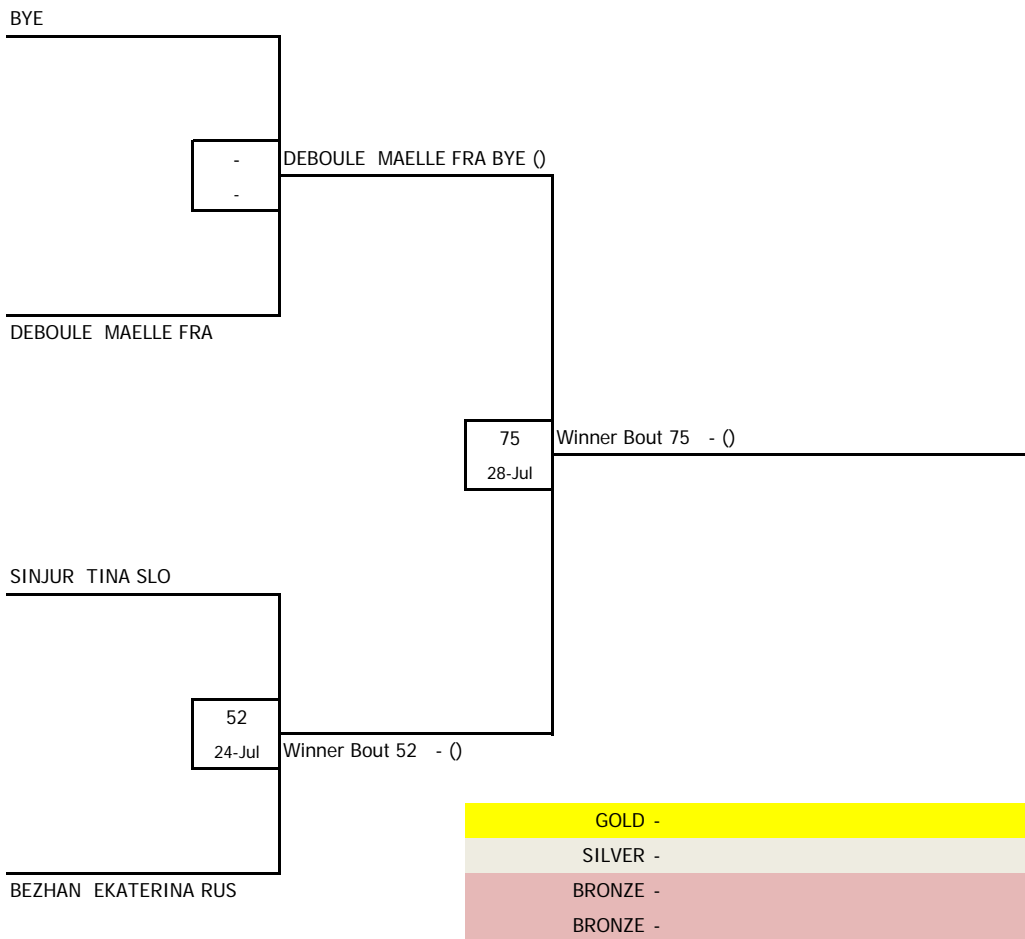 BYE
-
DEBOULE MAELLE FRA BYE ()
-
DEBOULE MAELLE FRA
75
Winner Bout 75 - ()
28-Jul
SINJUR TINA SLO
52
24-Jul
Winner Bout 52 - ()
GOLD -
SILVER -
BEZHAN EKATERINA RUS
BRONZE -
BRONZE -